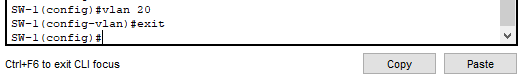 SW-1(config)#vlan 20
SW-1(config-vlan)#exit
SW-1(config)#
Ctrl+F6 to exit CLI focus
Copy
Paste